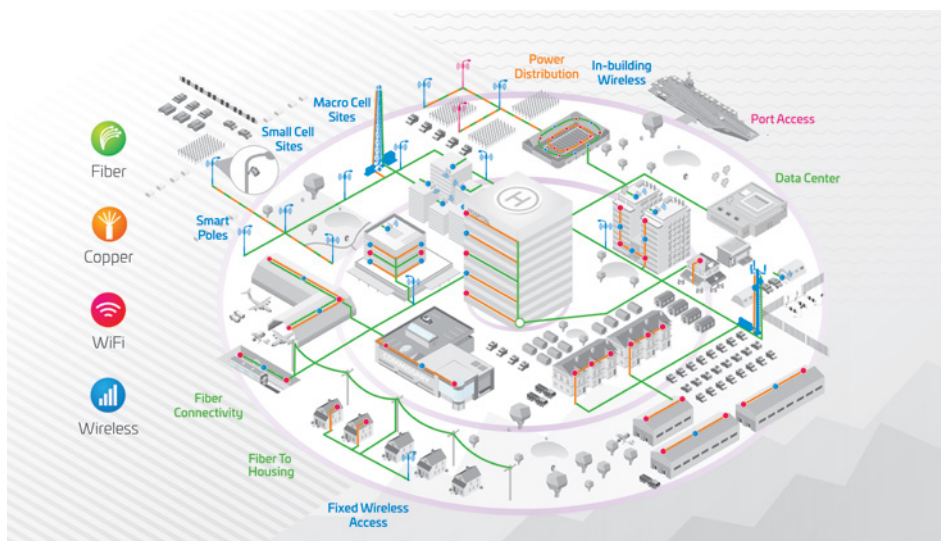 Power
Distribution
In-building
Wireless
Macro Cell
Sites
Port Access
Small Cell
Sites
Fiber
Data Center
H
Smart
Poles
Copper
WiFi
Fiber
Connectivity
Wireless
Fiber To
Housing
Fixed Wireless
Access